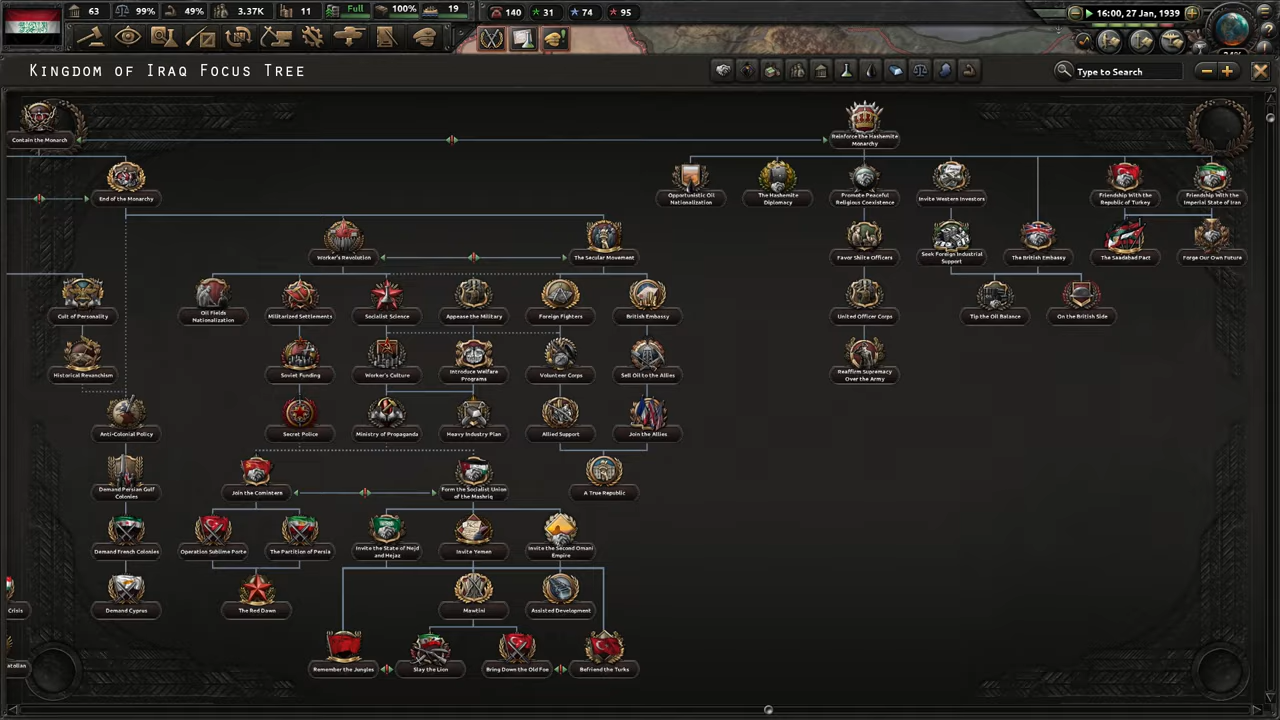 63
99%
49%
3.37K
11
Full
100%
19
140
31
74
95
16:00, 27 Jan, 1939
Kingdom of Iraq Focus Tree
Type to Search
Contain the Monarch
Reinforce the Hashemite
Monarchy
End of the Monarchy
Opportunistic Oil
Nationalization
The Hashemite
Diplomacy
Promote Peaceful
Religious Coexistence
Invite Western Investors
Friendship With the
Republic of Turkey
Friendship With the
Imperial State of Iran
Worker's Revolution
The Secular Movement
Favor Shiite Officers
Seek Foreign Industrial
Support
The British Embassy
The Saadabad Pact
Forge Our Own Future
Cult of Personality
Oil Fields
Nationalization
Militarized Settlements
Socialist Science
Appease the Military
Foreign Fighters
British Embassy
United Officer Corps
Tip the Oil Balance
On the British Side
Historical Revanchism
Soviet Funding
Worker's Culture
Introduce Welfare
Programs
Volunteer Corps
Sell Oil to the Allies
Reaffirm Supremacy
Over the Army
Anti-Colonial Policy
Secret Police
Ministry of Propaganda
Heavy Industry Plan
Allied Support
Join the Allies
Demand Persian Gulf
Colonies
Join the Comintern
Form the Socialist Union
of the Mashriq
A True Republic
Demand French Colonies
Operation Sublime Porte
The Partition of Persia
Invite the State of Nejd
and Hejaz
Invite Yemen
Invite the Second Omani
Empire
Crisis
Demand Cyprus
The Red Dawn
Mawtini
Assisted Development
Remember the Jungles
Slay the Lion
Bring Down the Old Foe
Befriend the Turks